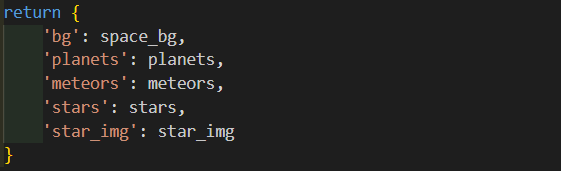 return {
    'bg': space_bg,
    'planets': planets,
    'meteors': meteors,
    'stars': stars,
    'star_img': star_img
}